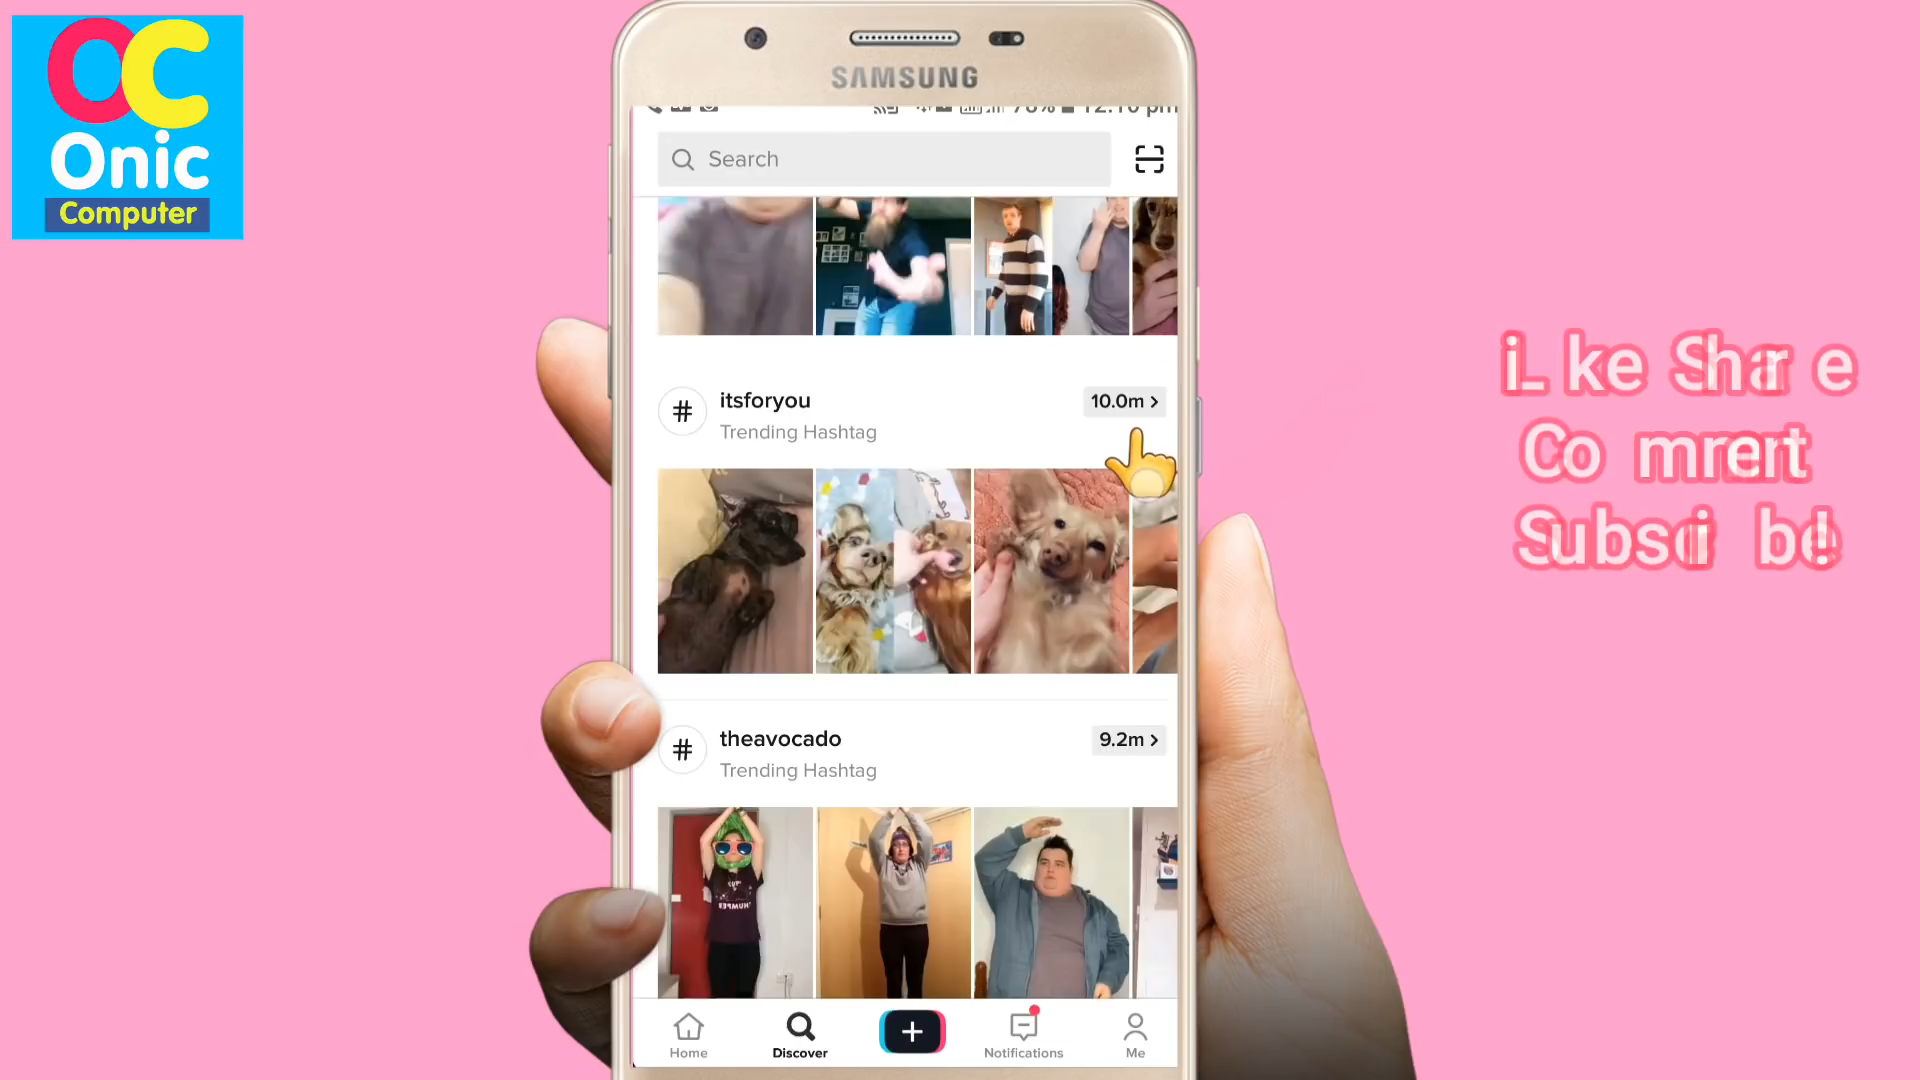 OC
Onic
Computer
SAMSUNG
Search
itsforyou
10.0m >
Trending Hashtag
#
theavocado
9.2m >
Trending Hashtag
#
Home
Discover
Notifications
Me